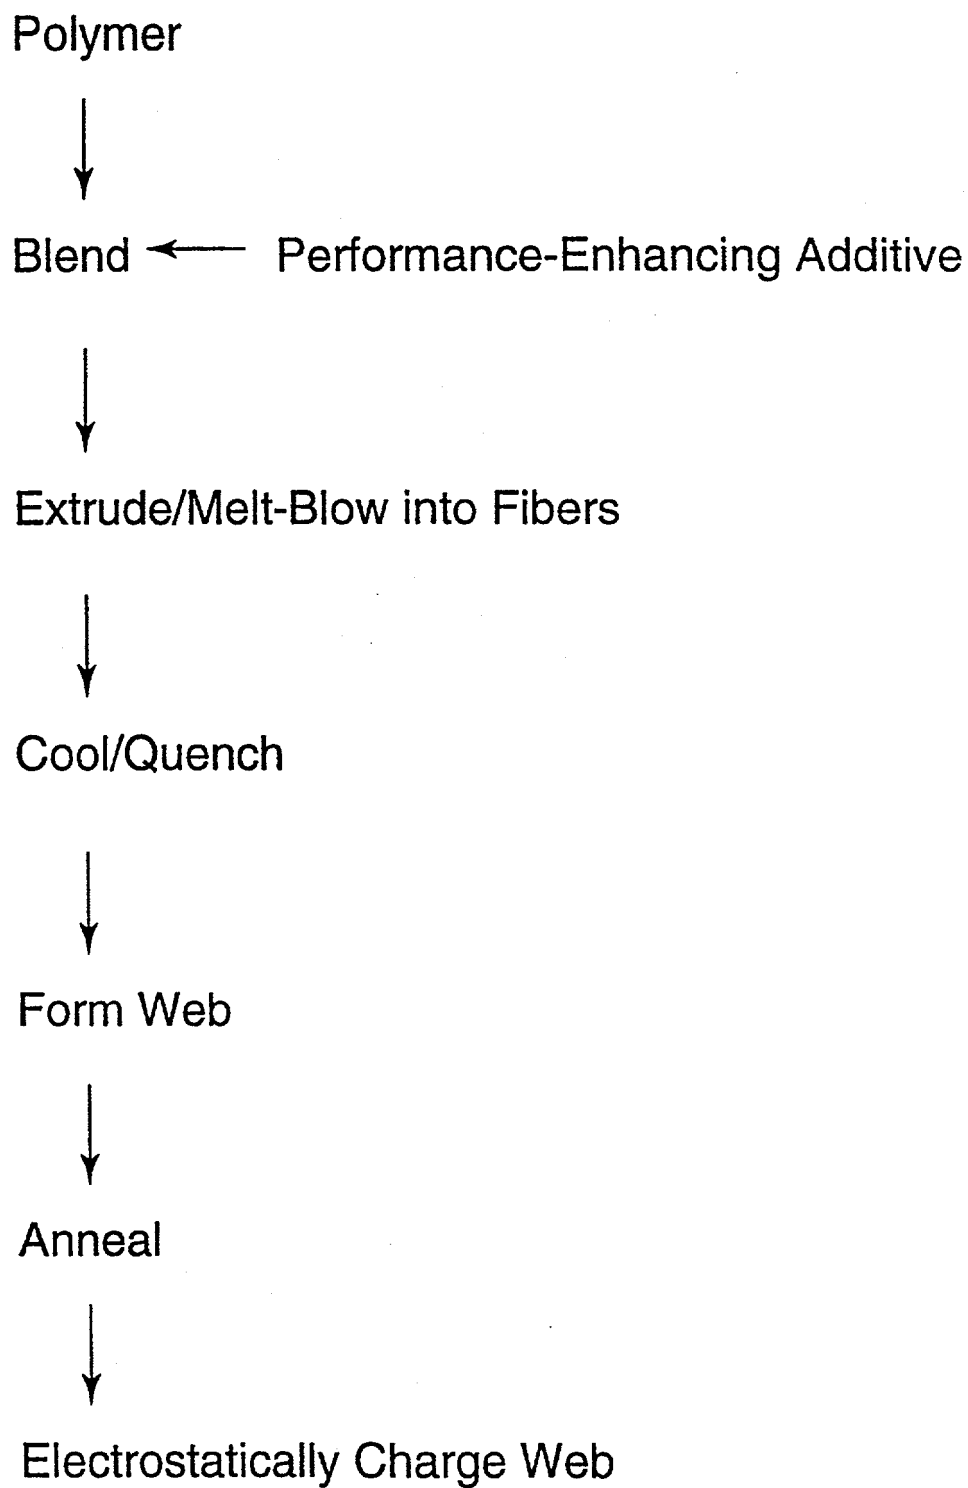 Polymer
Blend Performance-Enhancing Additive
Extrude/Melt-Blow into Fibers
Cool/Quench
Form Web
Anneal
Electrostatically Charge Web